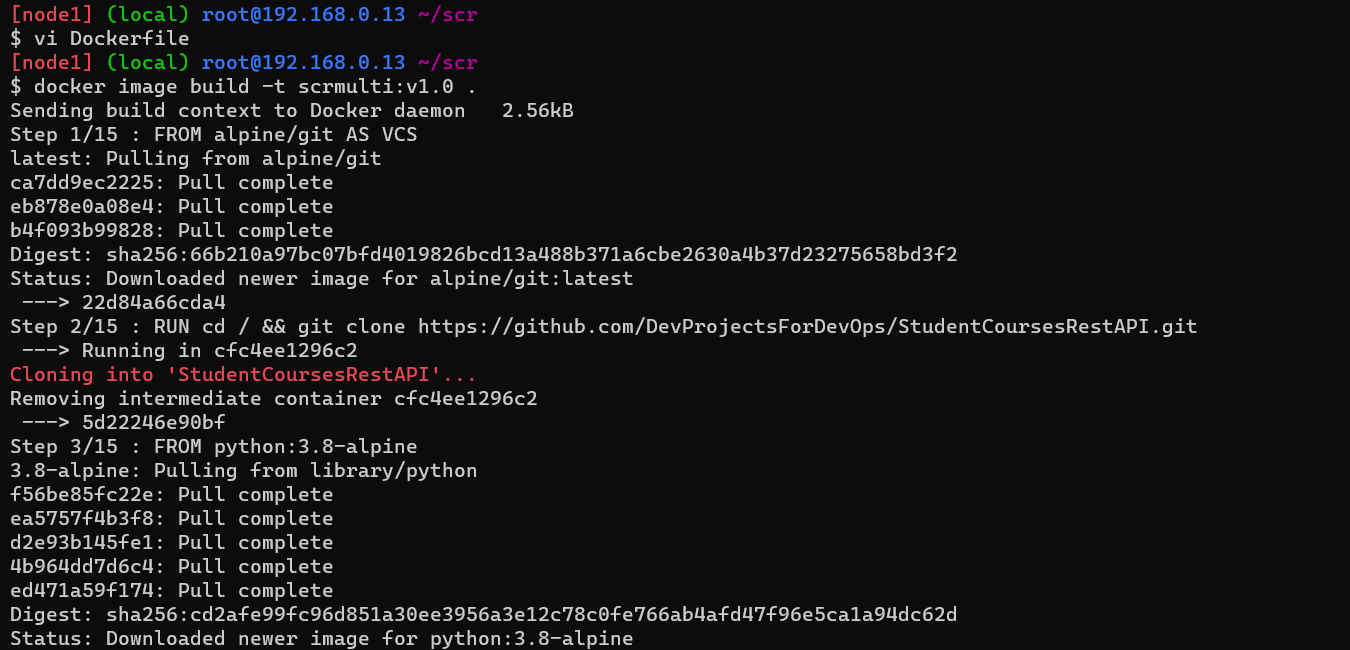 [node1] (local) root@192.168.0.13 ~/scr
$ vi Dockerfile
[node1] (local) root@192.168.0.13 ~/scr
$ docker image build -t scrmulti:v1.0 .
Sending build context to Docker daemon   2.56kB
Step 1/15 : FROM alpine/git AS VCS
latest: Pulling from alpine/git
ca7dd9ec2225: Pull complete
eb878e0a08e4: Pull complete
b4f093b99828: Pull complete
Digest: sha256:66b210a97bc07bfd4019826bcd13a488b371a6cbe2630a4b37d23275658bd3f2
Status: Downloaded newer image for alpine/git:latest
 ---> 22d84a66cda4
Step 2/15 : RUN cd / && git clone https://github.com/DevProjectsForDevOps/StudentCoursesRestAPI.git
 ---> Running in cfc4ee1296c2
Cloning into 'StudentCoursesRestAPI'...
Removing intermediate container cfc4ee1296c2
 ---> 5d22246e90bf
Step 3/15 : FROM python:3.8-alpine
3.8-alpine: Pulling from library/python
f56be85fc22e: Pull complete
ea5757f4b3f8: Pull complete
d2e93b145fe1: Pull complete
4b964dd7d6c4: Pull complete
ed471a59f174: Pull complete
Digest: sha256:cd2afe99fc96d851a30ee3956a3e12c78c0fe766ab4afd47f96e5ca1a94dc62d
Status: Downloaded newer image for python:3.8-alpine